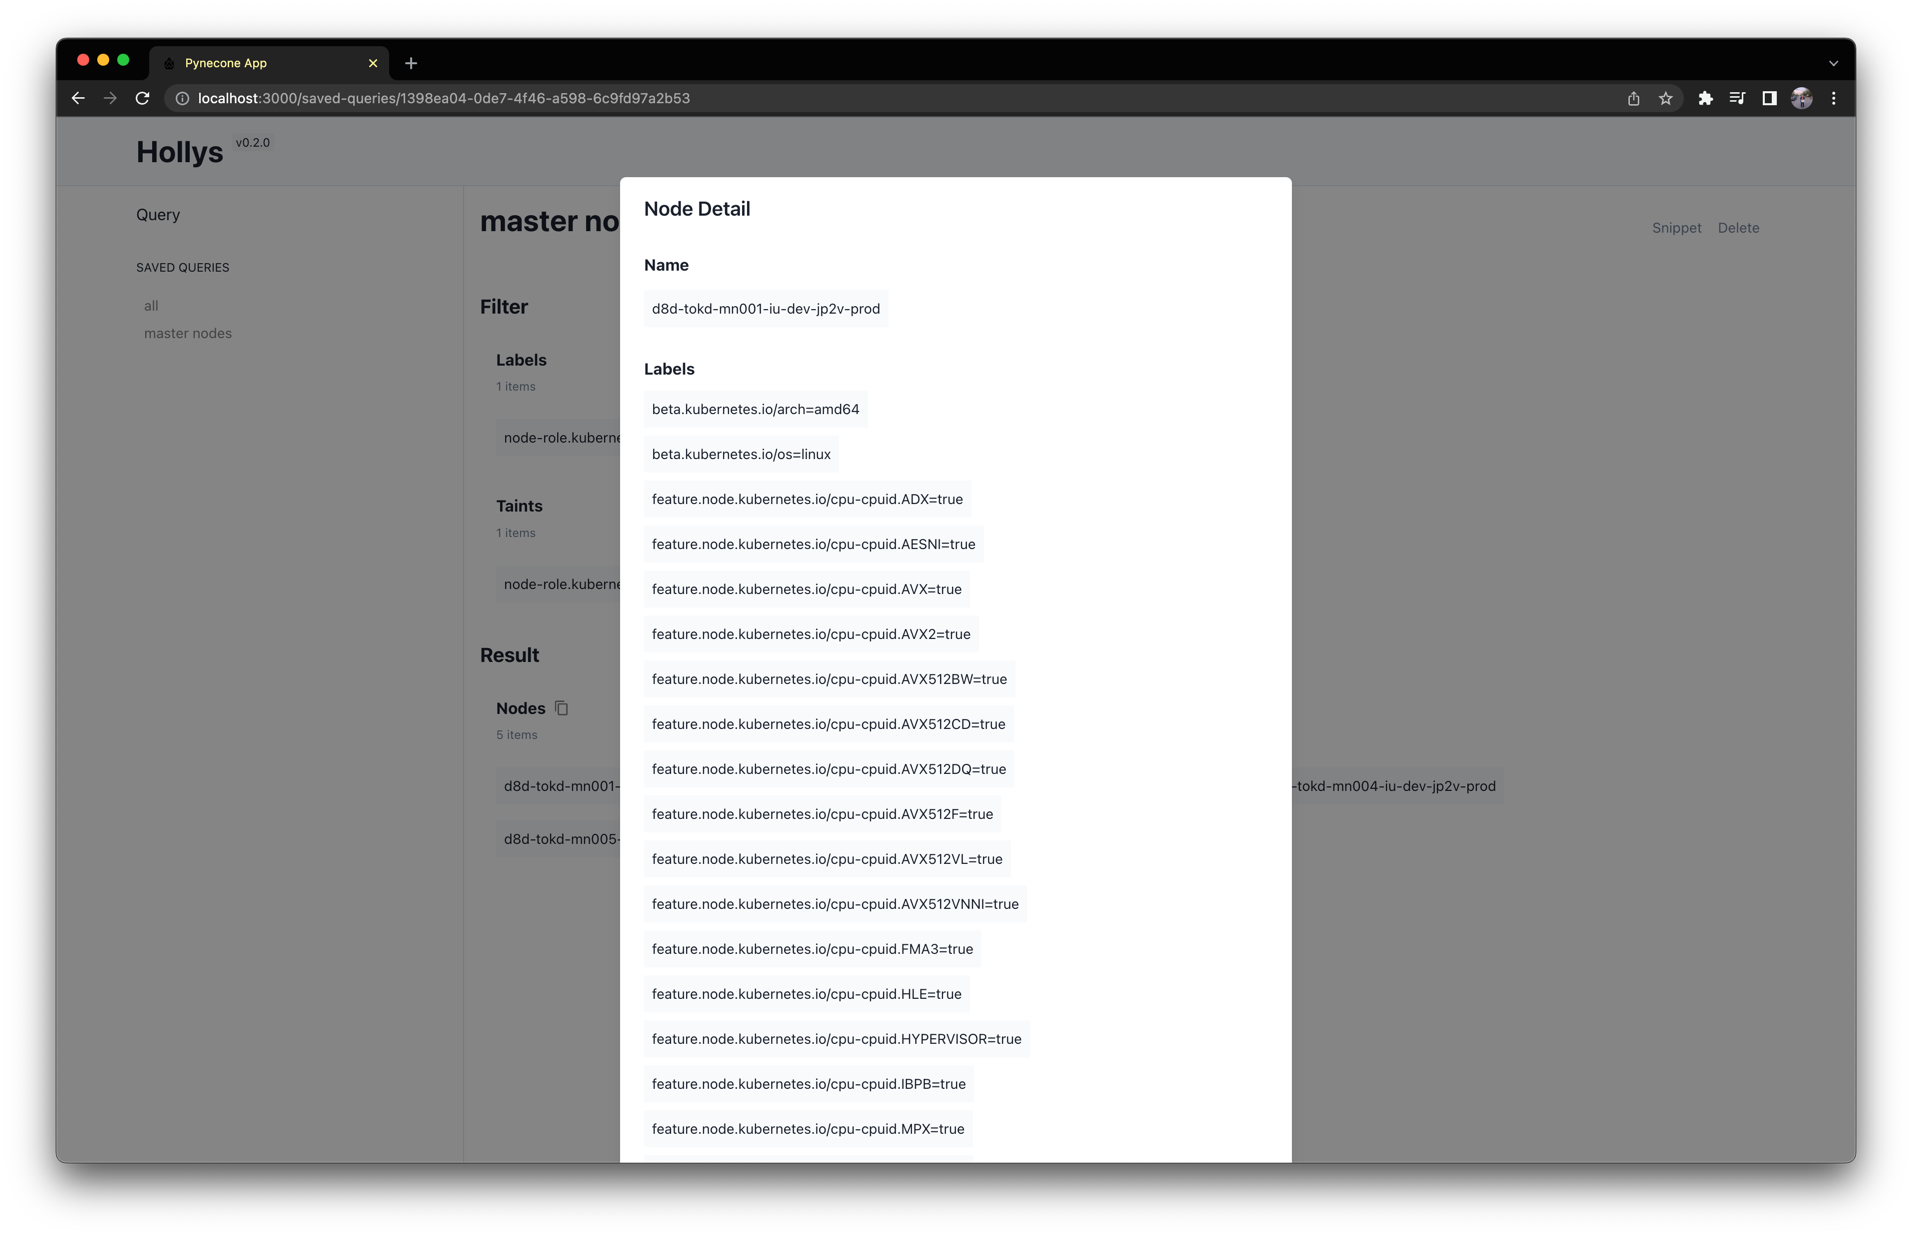 Pynecone App
localhost:3000/saved-queries/1398ea04-0de7-4f46-a598-6c9fd97a2b53
Hollys v0.2.0
Query
SAVED QUERIES
all
master nodes
master no
Snippet Delete
Filter
Labels
1 items
node-role.kuberne
Taints
1 items
node-role.kuberne
Result
Nodes
5 items
d8d-tokd-mn001-
-tokd-mn004-iu-dev-jp2v-prod
d8d-tokd-mn005-
Node Detail
Name
d8d-tokd-mn001-iu-dev-jp2v-prod
Labels
beta.kubernetes.io/arch=amd64
beta.kubernetes.io/os=linux
feature.node.kubernetes.io/cpu-cpuid.ADX=true
feature.node.kubernetes.io/cpu-cpuid.AESNI=true
feature.node.kubernetes.io/cpu-cpuid.AVX=true
feature.node.kubernetes.io/cpu-cpuid.AVX2=true
feature.node.kubernetes.io/cpu-cpuid.AVX512BW=true
feature.node.kubernetes.io/cpu-cpuid.AVX512CD=true
feature.node.kubernetes.io/cpu-cpuid.AVX512DQ=true
feature.node.kubernetes.io/cpu-cpuid.AVX512F=true
feature.node.kubernetes.io/cpu-cpuid.AVX512VL=true
feature.node.kubernetes.io/cpu-cpuid.AVX512VNNI=true
feature.node.kubernetes.io/cpu-cpuid.FMA3=true
feature.node.kubernetes.io/cpu-cpuid.HLE=true
feature.node.kubernetes.io/cpu-cpuid.HYPERVISOR=true
feature.node.kubernetes.io/cpu-cpuid.IBPB=true
feature.node.kubernetes.io/cpu-cpuid.MPX=true